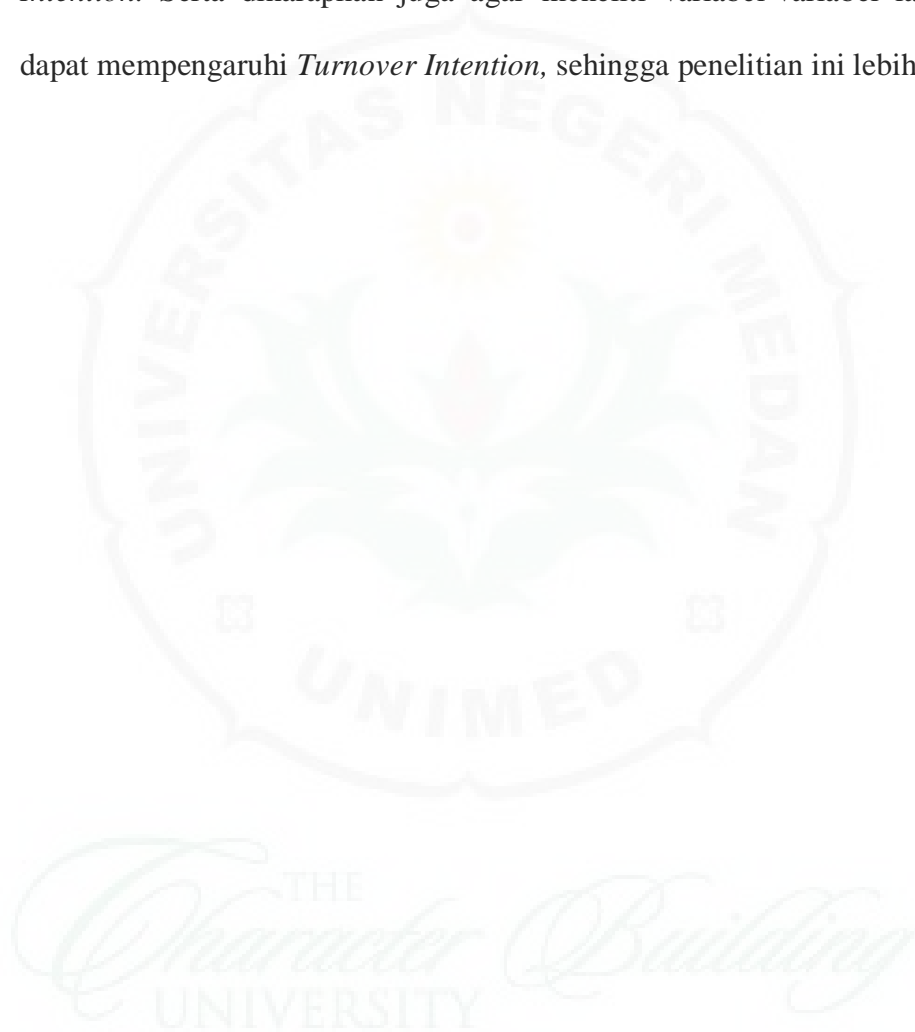 Intention. Serta diharapkan juga agar meneliti variabel-variabel
dapat mempengaruhi Turnover Intention, sehingga penelitian ini lebih
UNIVERSITAS NEGERI MEDAN
UNIMED
THE
Character Building
UNIVERSITY